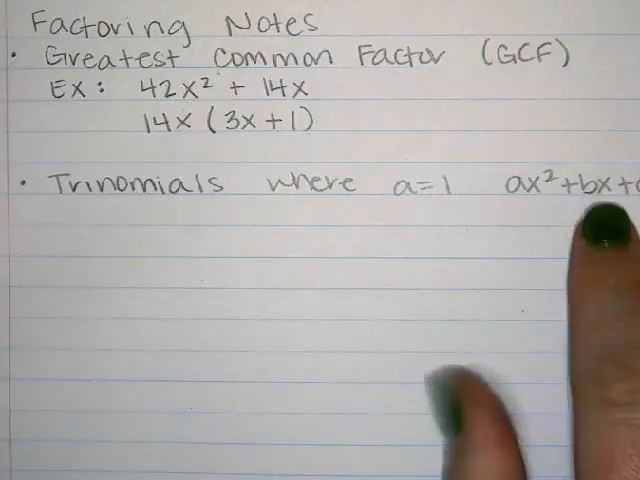 Factoring Notes
• Greatest Common Factor (GCF)
EX: 42x² + 14x
14x (3x + 1)
• Trinomials where a=1 ax²+bx+c